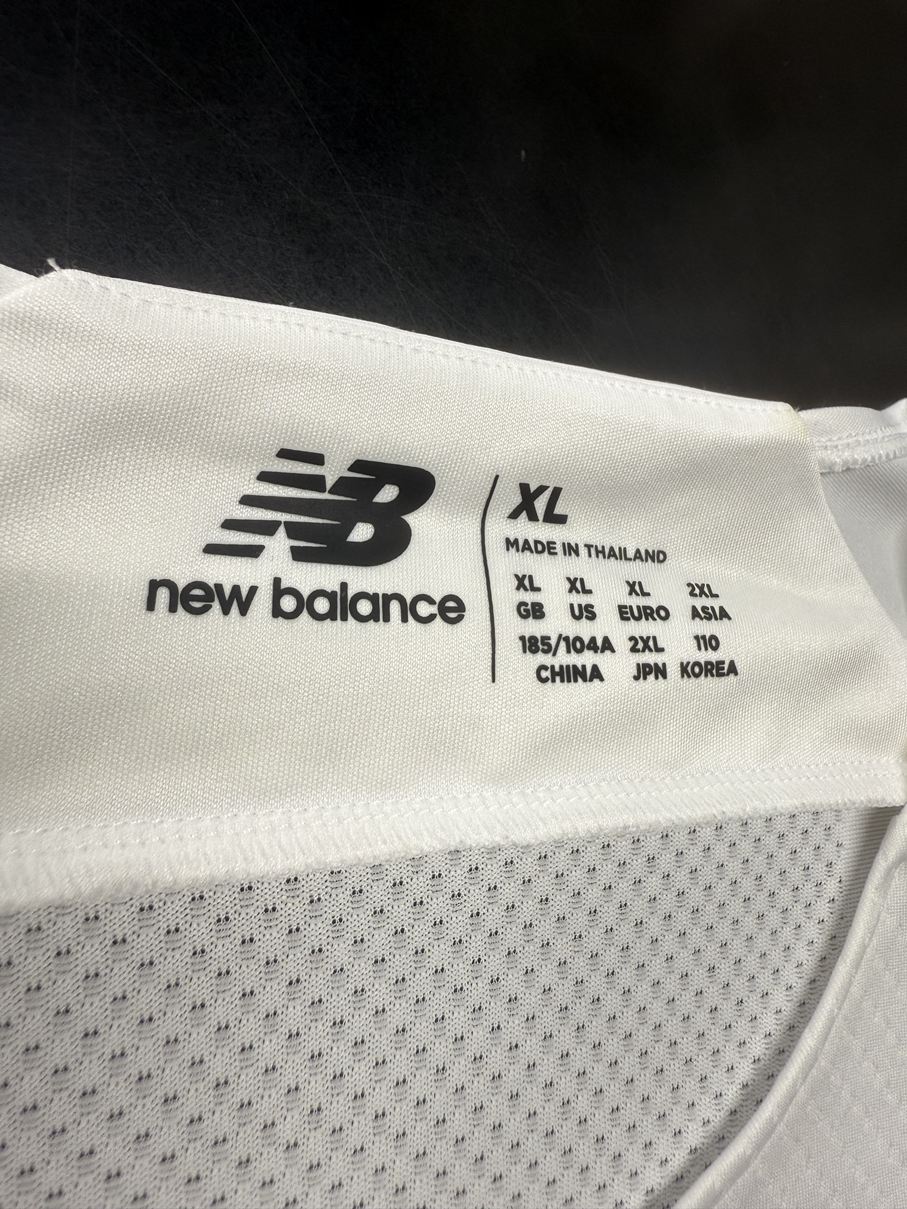 NB
new balance
XL
MADE IN THAILAND
XL XL XL 2XL
GB US EURO ASIA
185/104A 2XL 110
CHINA JPN KOREA